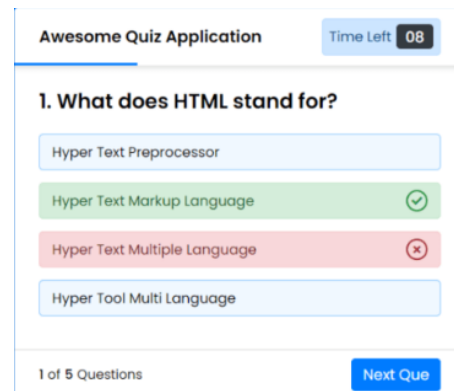 Awesome Quiz Application
Time Left 08
1. What does HTML stand for?
Hyper Text Preprocessor
Hyper Text Markup Language
Hyper Text Multiple Language
Hyper Tool Multi Language
1 of 5 Questions
Next Que